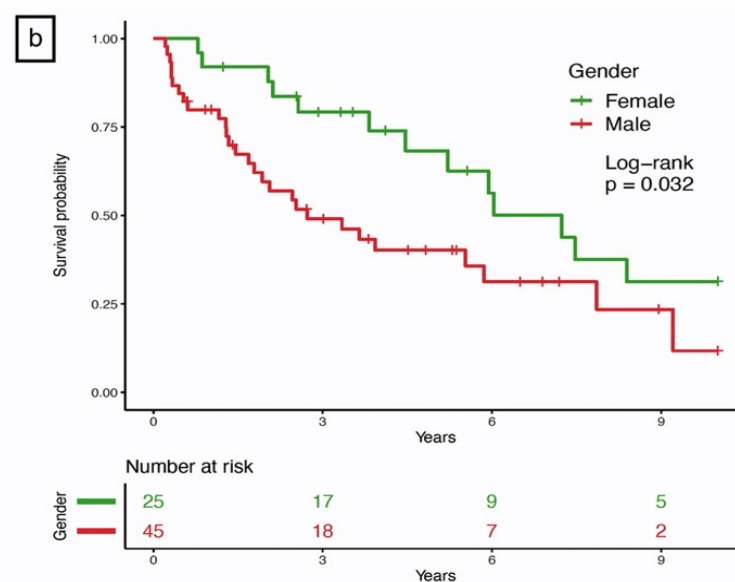 b
1.00
0.75
0.50
0.25
0.00
Survival probability
Gender
Female
Male
Log-rank
p = 0.032
0 3 6 9
Years
Number at risk
Gender
25 17 9 5
45 18 7 2
0 3 6 9
Years